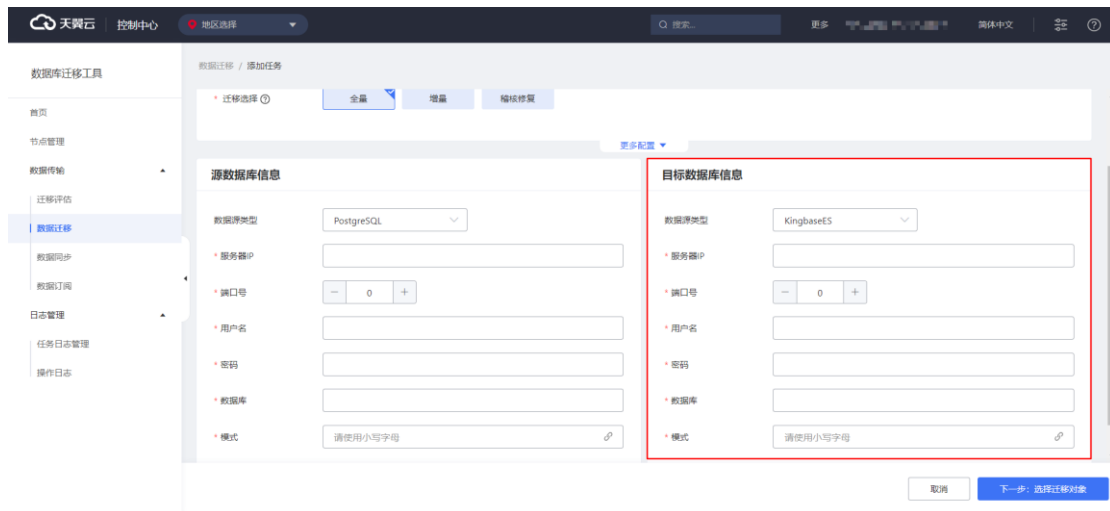 天翼云 控制中心 地区选择 搜索... 更多 简体中文
数据库迁移工具
首页
节点管理
数据传输
迁移评估
数据迁移
数据同步
数据订阅
日志管理
任务日志管理
操作日志
数据迁移 / 添加任务
* 迁移选择 全量 增量 稽核修复
更多配置
源数据库信息
数据源类型 PostgreSQL
* 服务器IP
* 端口号 - 0 +
* 用户名
* 密码
* 数据库
* 模式 请使用小写字母
目标数据库信息
数据源类型 KingbaseES
* 服务器IP
* 端口号 - 0 +
* 用户名
* 密码
* 数据库
* 模式 请使用小写字母
取消 下一步：选择迁移对象